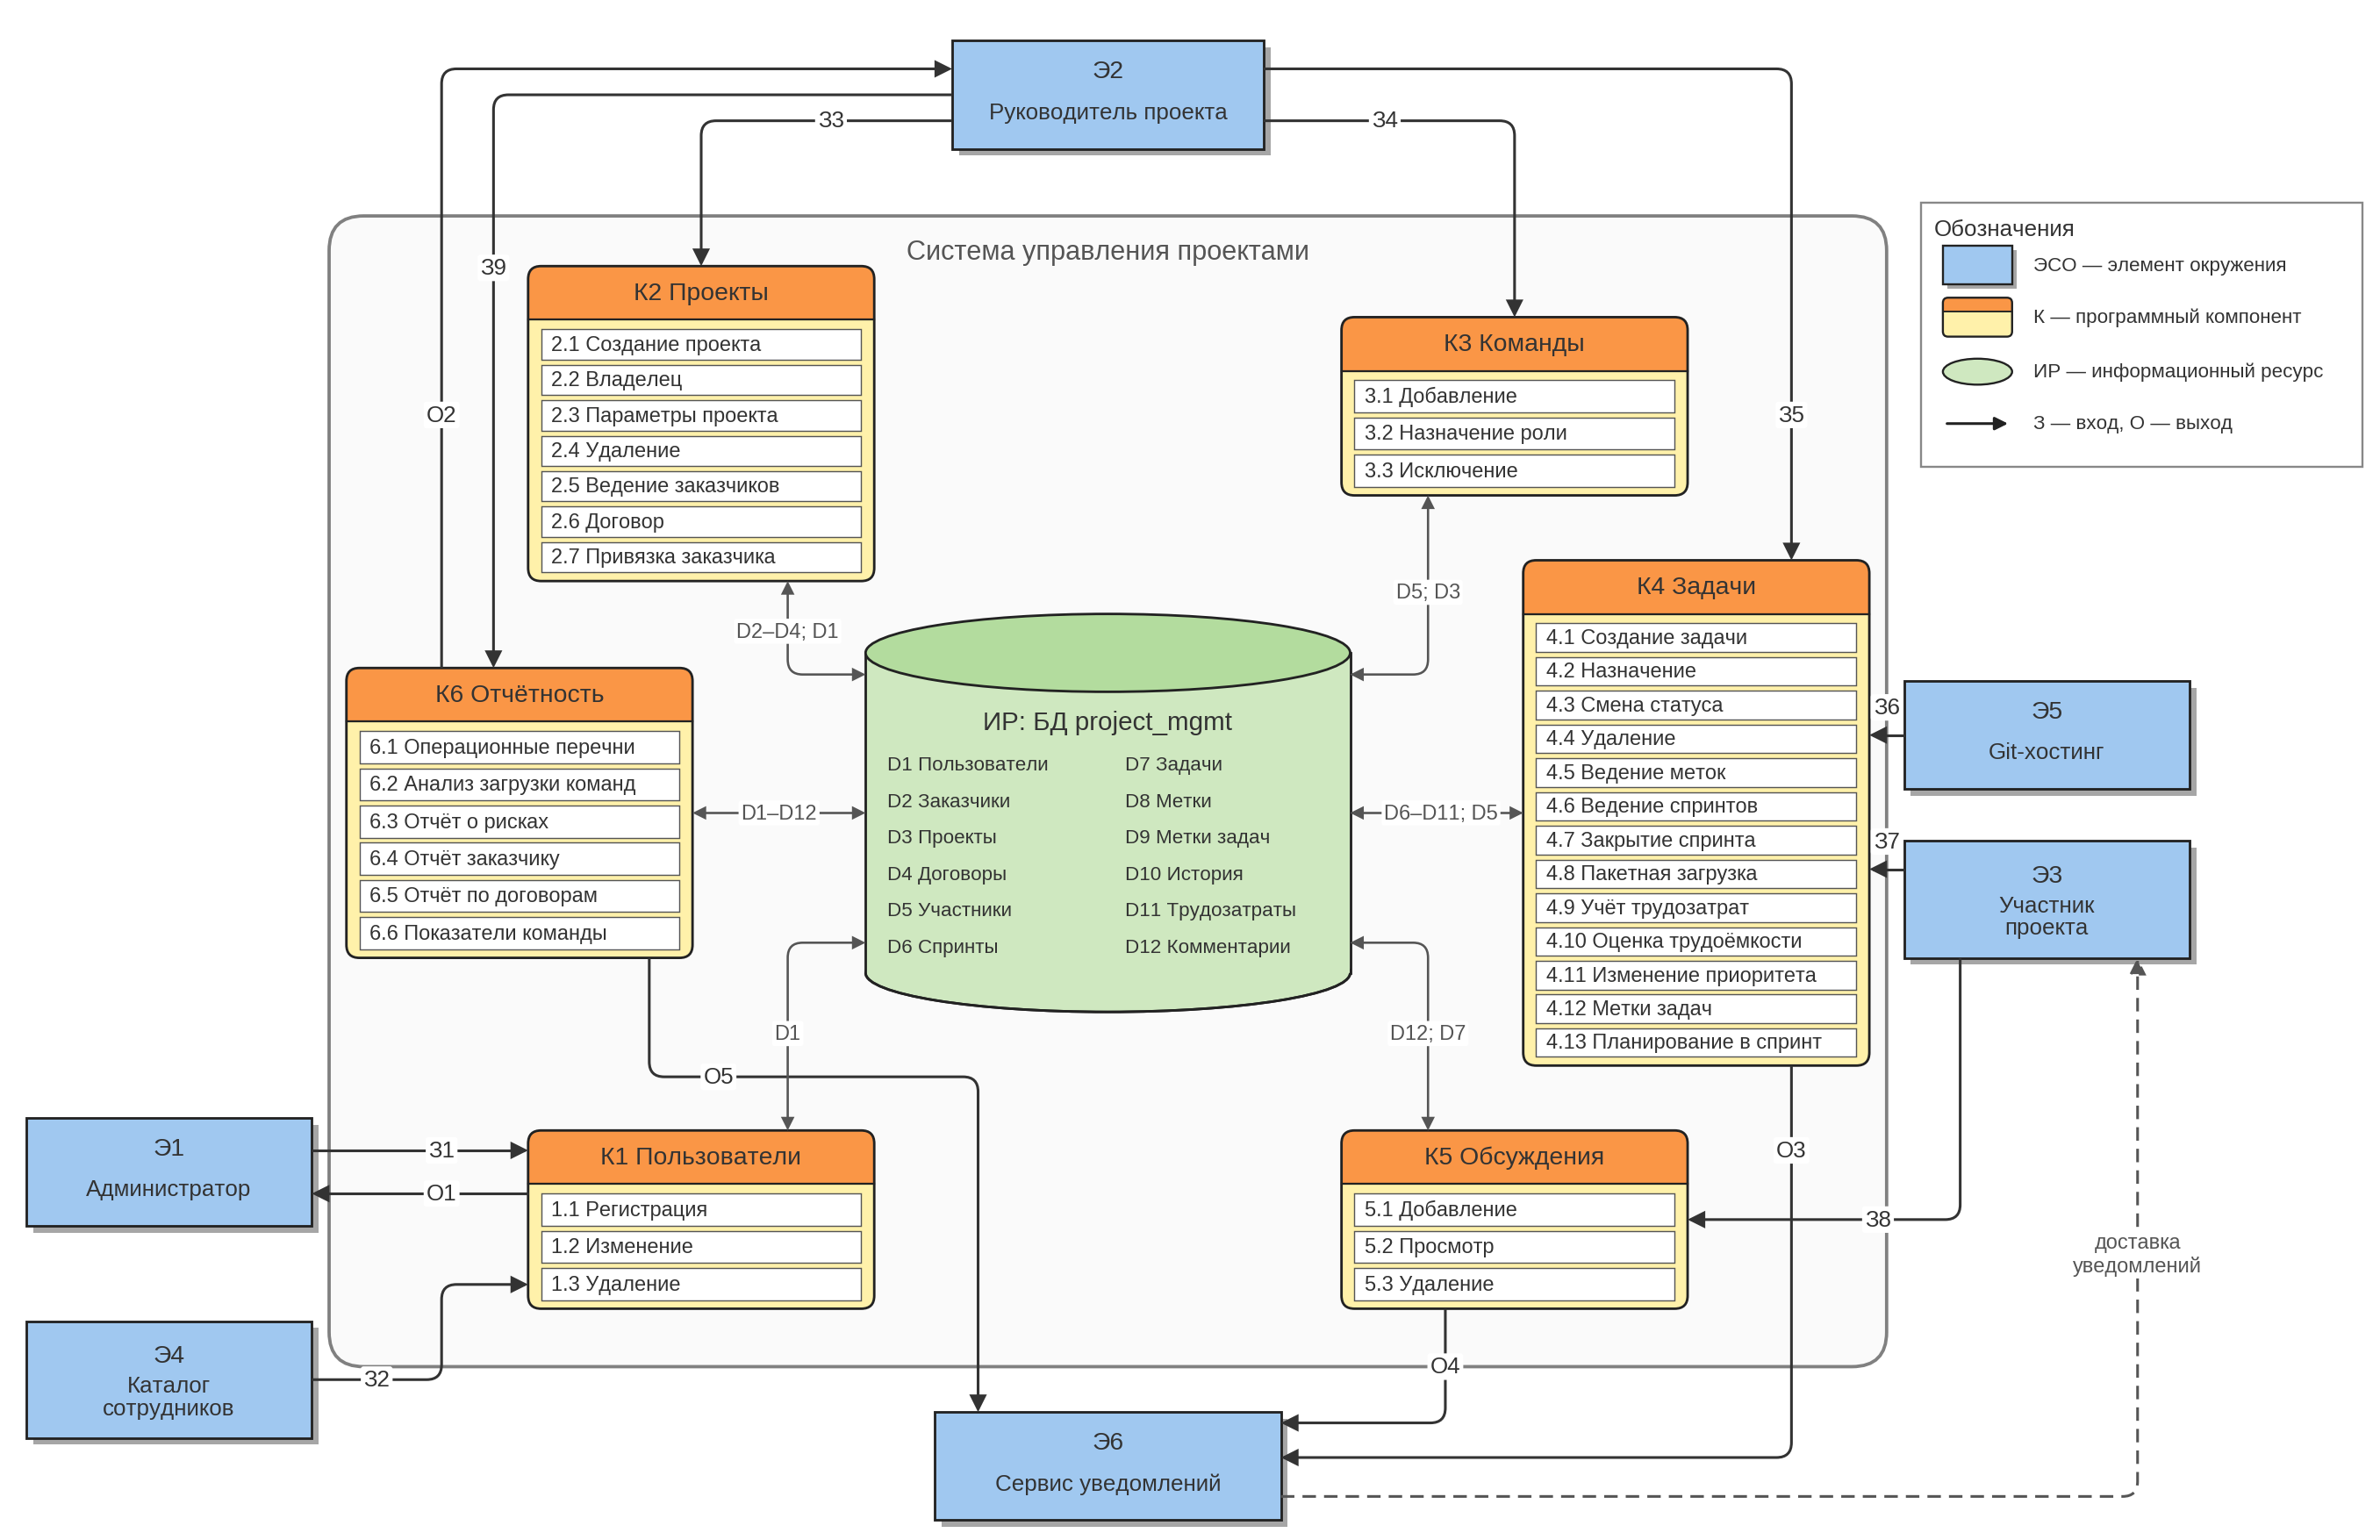 Э2
Руководитель проекта
З3
З4
Обозначения
ЭСО — элемент окружения
К — программный компонент
ИР — информационный ресурс
З — вход, О — выход
Система управления проектами
З9
О2
З5
К2 Проекты
2.1 Создание проекта
2.2 Владелец
2.3 Параметры проекта
2.4 Удаление
2.5 Ведение заказчиков
2.6 Договор
2.7 Привязка заказчика
К3 Команды
3.1 Добавление
3.2 Назначение роли
3.3 Исключение
D2–D4; D1
D5; D3
К4 Задачи
4.1 Создание задачи
4.2 Назначение
4.3 Смена статуса
4.4 Удаление
4.5 Ведение меток
4.6 Ведение спринтов
4.7 Закрытие спринта
4.8 Пакетная загрузка
4.9 Учёт трудозатрат
4.10 Оценка трудоёмкости
4.11 Изменение приоритета
4.12 Метки задач
4.13 Планирование в спринт
К6 Отчётность
6.1 Операционные перечни
6.2 Анализ загрузки команд
6.3 Отчёт о рисках
6.4 Отчёт заказчику
6.5 Отчёт по договорам
6.6 Показатели команды
D1–D12
ИР: БД project_mgmt
D1 Пользователи
D2 Заказчики
D3 Проекты
D4 Договоры
D5 Участники
D6 Спринты
D7 Задачи
D8 Метки
D9 Метки задач
D10 История
D11 Трудозатраты
D12 Комментарии
D6–D11; D5
З6
Э5
Git-хостинг
З7
Э3
Участник
проекта
D1
D12; D7
О5
Э1
Администратор
З1
О1
К1 Пользователи
1.1 Регистрация
1.2 Изменение
1.3 Удаление
К5 Обсуждения
5.1 Добавление
5.2 Просмотр
5.3 Удаление
О3
З8
доставка
уведомлений
Э4
Каталог
сотрудников
З2
О4
Э6
Сервис уведомлений